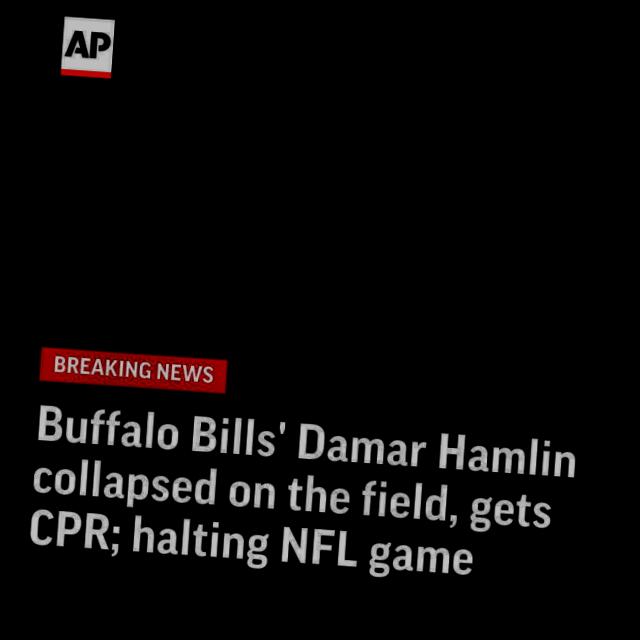 AP
BREAKING NEWS
Buffalo Bills' Damar Hamlin
collapsed on the field, gets
CPR; halting NFL game